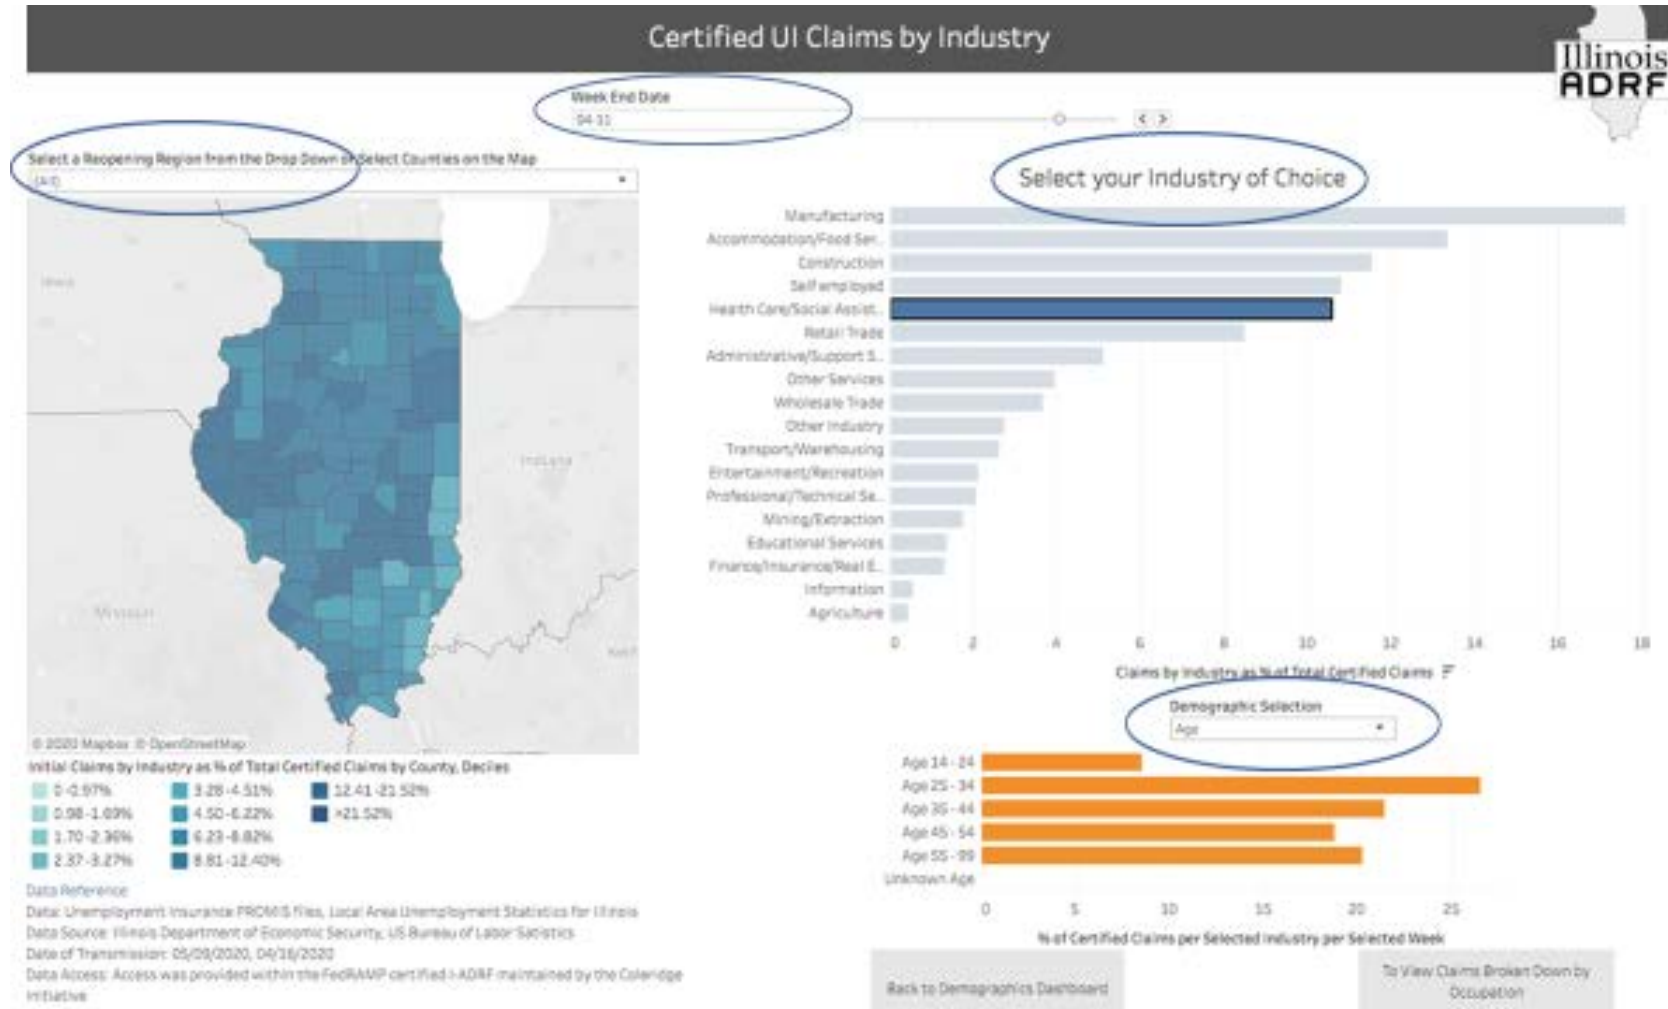 Certified UI Claims by Industry
Illinois
ADRF
Week End Date
04-11
Select a Reopening Region from the Drop Down or Select Counties on the Map
(All)
Select your Industry of Choice
Manufacturing
Accommodation/Food Ser..
Construction
Self employed
Health Care/Social Assist..
Retail Trade
Administrative/Support S..
Other Services
Wholesale Trade
Other Industry
Transport/Warehousing
Entertainment/Recreation
Professional/Technical Se..
Mining/Extraction
Educational Services
Finance/Insurance/Real E..
Information
Agriculture
0 2 4 6 8 10 12 14 16 18
Claims by Industry as % of Total Certified Claims
Iowa
Indiana
Missouri
© 2020 Mapbox © OpenStreetMap
Initial Claims by Industry as % of Total Certified Claims by County, Deciles
0 -0.97% 3.28 -4.51% 12.41 -21.52%
0.98 -1.69% 4.50 -6.22% >21.52%
1.70 -2.36% 6.23 -8.82%
2.37 -3.27% 8.81 -12.40%
Demographic Selection
Age
Age 14 - 24
Age 25 - 34
Age 35 - 44
Age 45 - 54
Age 55 - 99
Unknown Age
0 5 10 15 20 25
% of Certified Claims per Selected Industry per Selected Week
Data Reference
Data: Unemployment Insurance PROMIS files, Local Area Unemployment Statistics for Illinois
Data Source: Illinois Department of Economic Security, US Bureau of Labor Satistics
Date of Transmission: 05/09/2020, 04/16/2020
Data Access: Access was provided within the FedRAMP certified I-ADRF maintained by the Coleridge
Initiative
Back to Demographics Dashboard
To View Claims Broken Down by
Occupation